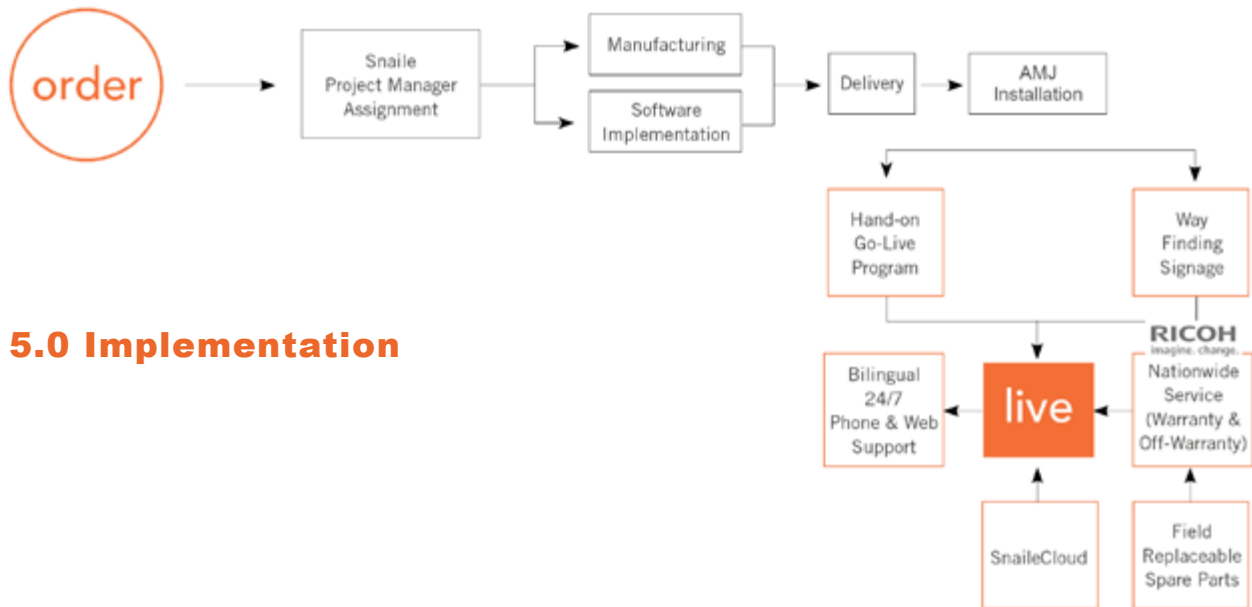 order
Snaile
Project Manager
Assignment
Manufacturing
Software
Implementation
Delivery
AMJ
Installation
Hand-on
Go-Live
Program
Way
Finding
Signage
5.0 Implementation
RICOH
imagine. change.
Bilingual
24/7
Phone & Web
Support
live
Nationwide
Service
(Warranty &
Off-Warranty)
SnaileCloud
Field
Replaceable
Spare Parts